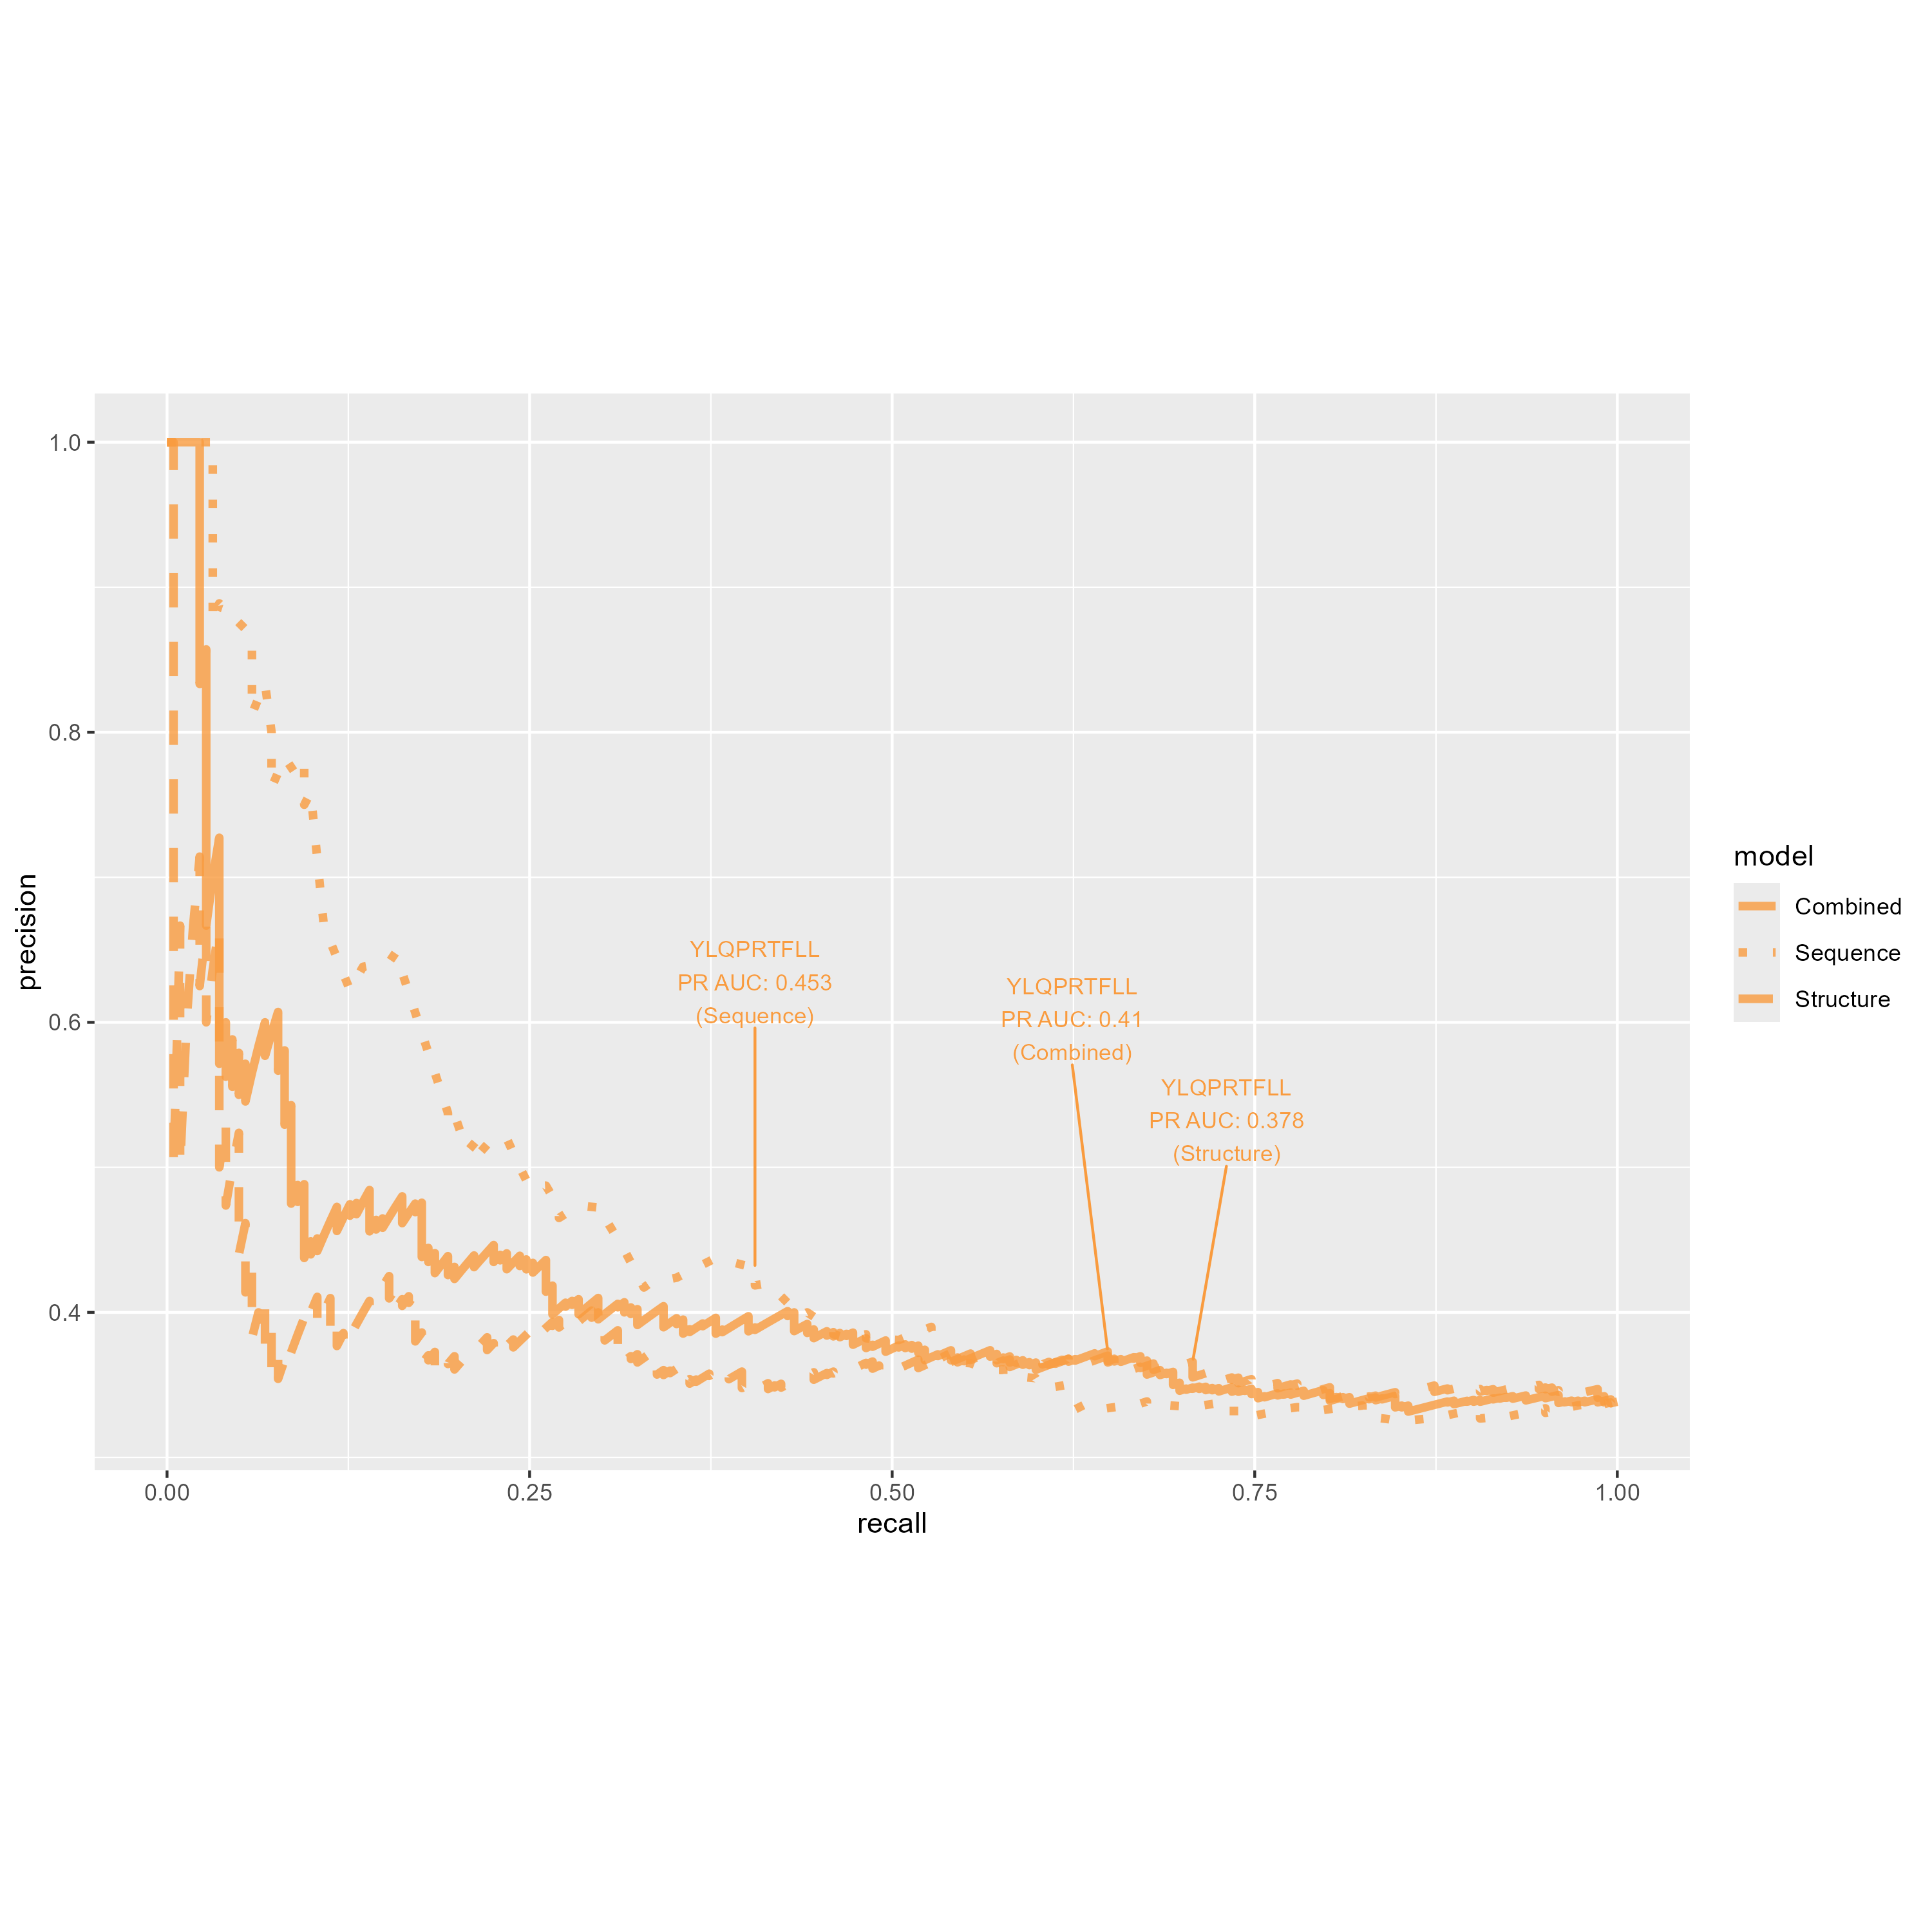 precision
1.0
0.8
0.6
0.4
YLQPRTFLL
PR AUC: 0.453
(Sequence)
YLQPRTFLL
PR AUC: 0.41
(Combined)
YLQPRTFLL
PR AUC: 0.378
(Structure)
0.00
0.25
0.50
0.75
1.00
recall
model
Combined
Sequence
Structure